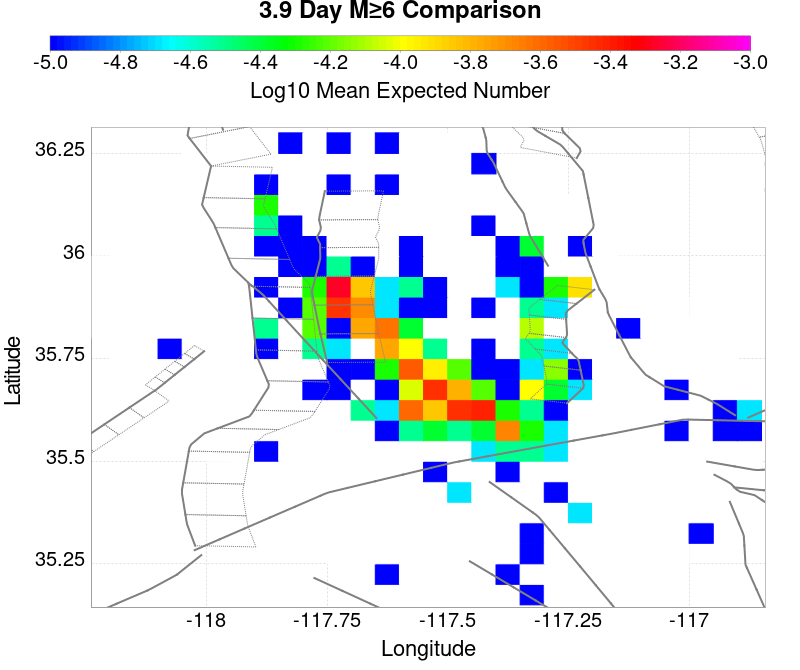 3.9 Day M≥6 Comparison
-5.0 -4.8 -4.6 -4.4 -4.2 -4.0 -3.8 -3.6 -3.4 -3.2 -3.0
Log10 Mean Expected Number
36.25
36
35.75
35.5
35.25
Latitude
-118 -117.75 -117.5 -117.25 -117
Longitude